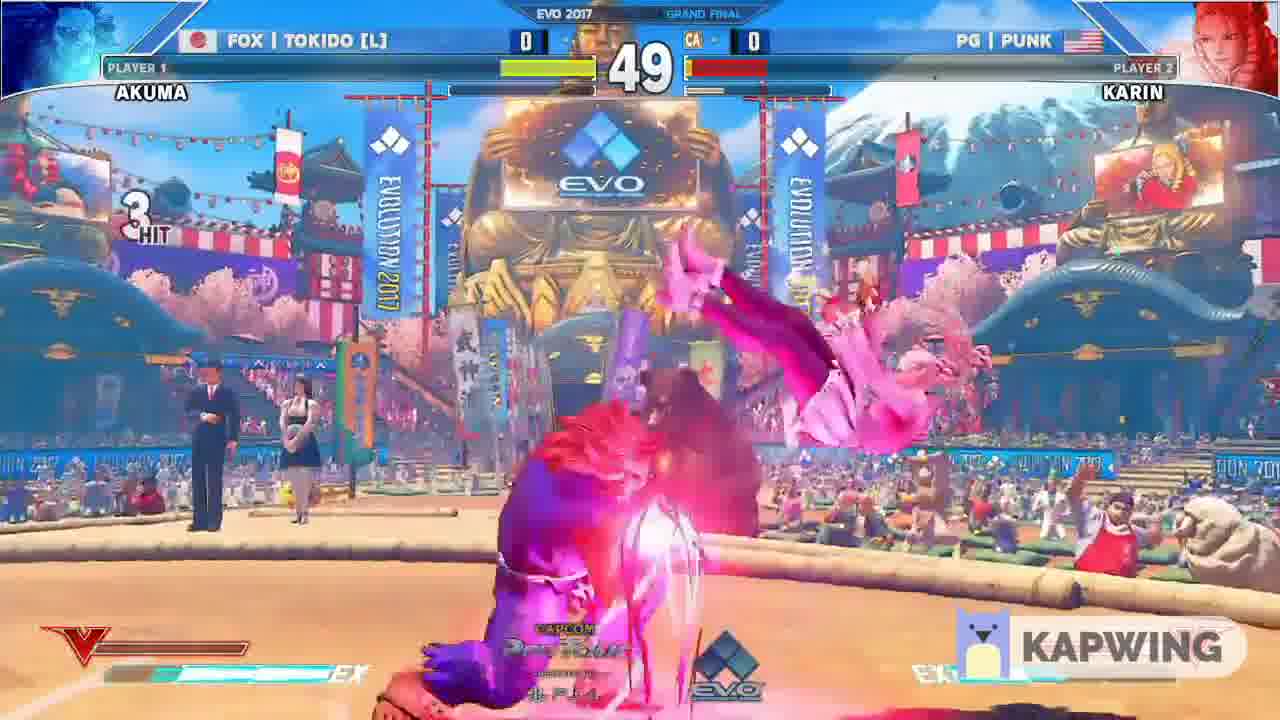 EVO 2017 GRAND FINAL
FOX | TOKIDO [L] 0 49 CA 0 PG | PUNK
PLAYER 1 PLAYER 2
AKUMA KARIN
EVO
EVOLUTION 2017
EVOLUTION
3 HIT
V
EX
EX
CAPCOM
EVO
KAPWING